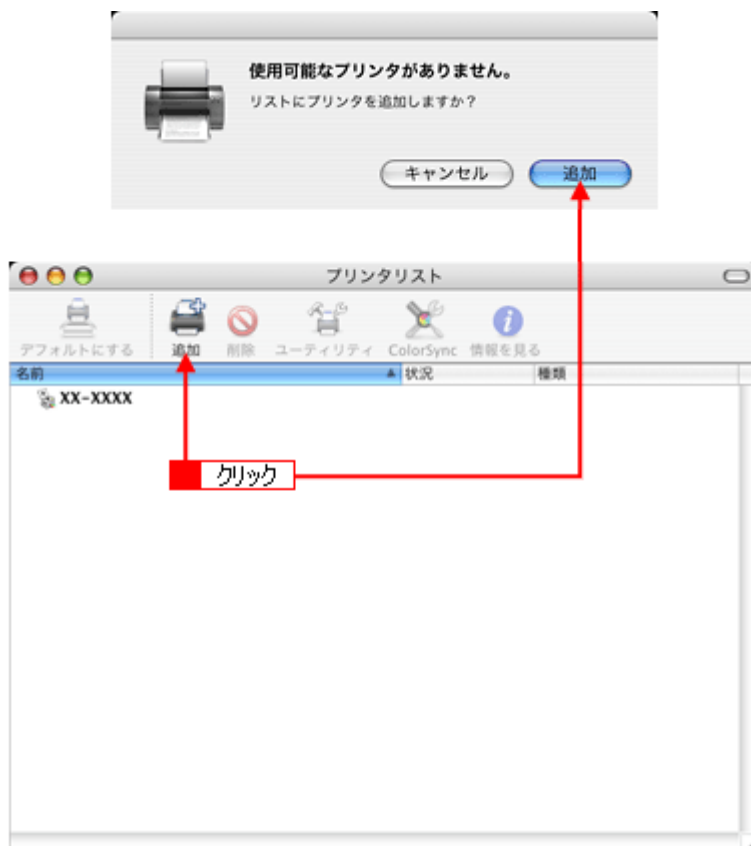 使用可能なプリンタがありません。
リストにプリンタを追加しますか？
キャンセル 追加
プリンタリスト
デフォルトにする 追加 削除 ユーティリティ ColorSync 情報を見る
名前 状況 種類
XX-XXXX
クリック